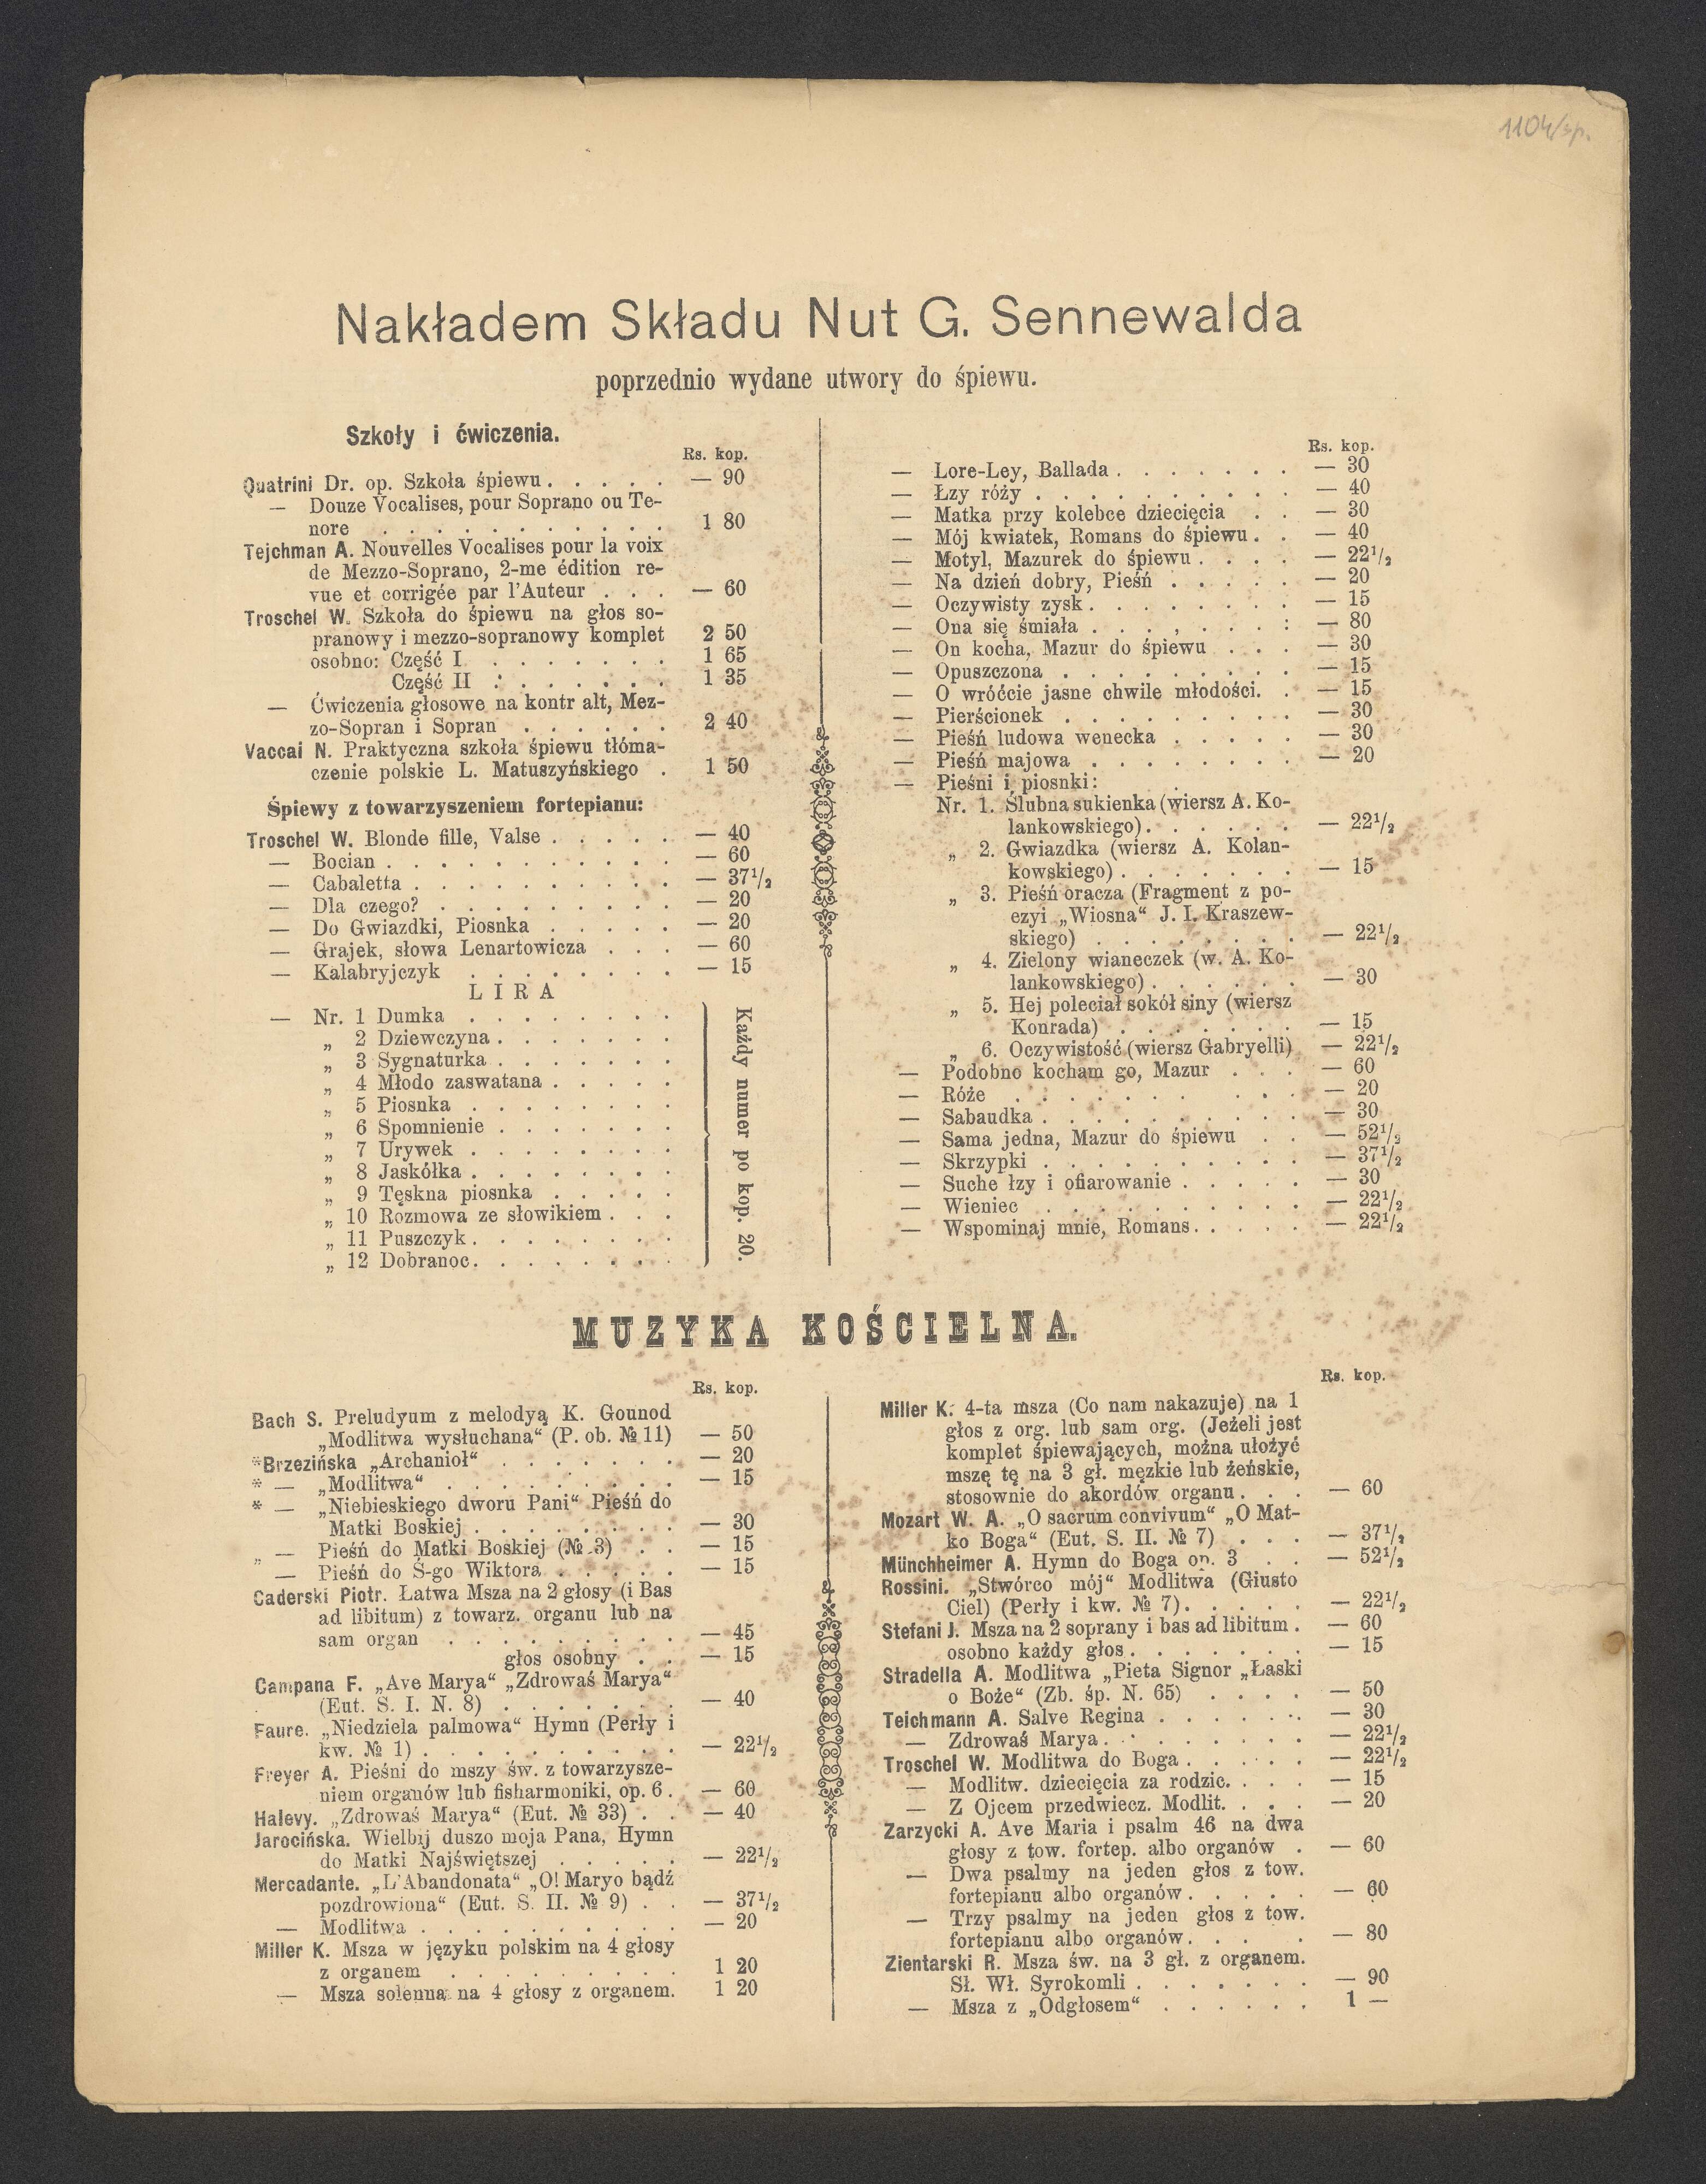 1104/sp.
Nakładem Składu Nut G. Sennewalda
poprzednio wydane utwory do śpiewu.
Szkoły i ćwiczenia.
Rs. kop.
Quatrini Dr. op. Szkoła śpiewu . . . . . — 90
— Douze Vocalises, pour Soprano ou Te-
nore . . . . . . . . . . . 1 80
Tejchman A. Nouvelles Vocalises pour la voix
de Mezzo-Soprano, 2-me édition re-
vue et corrigée par l'Auteur . . . — 60
Troschel W. Szkoła do śpiewu na głos so-
pranowy i mezzo-sopranowy komplet 2 50
osobno: Część I . . . . . . . 1 65
Część II . . . . . . . 1 35
— Ćwiczenia głosowe na kontr alt, Mez-
zo-Sopran i Sopran . . . . . . 2 40
Vaccai N. Praktyczna szkoła śpiewu tłóma-
czenie polskie L. Matuszyńskiego . 1 50
Śpiewy z towarzyszeniem fortepianu:
Troschel W. Blonde fille, Valse . . . . . — 40
— Bocian . . . . . . . . . . . — 60
— Cabaletta . . . . . . . . . . — 37½
— Dla czego? . . . . . . . . . — 20
— Do Gwiazdki, Piosnka . . . . . — 20
— Grajek, słowa Lenartowicza . . . — 60
— Kalabryjczyk . . . . . . . . — 15
LIRA
— Nr. 1 Dumka . . . . . . . .
„ 2 Dziewczyna . . . . . . .
„ 3 Sygnaturka . . . . . . .
„ 4 Młodo zaswatana . . . . .
„ 5 Piosnka . . . . . . . .
„ 6 Spomnienie . . . . . . .
„ 7 Urywek . . . . . . . .
„ 8 Jaskółka . . . . . . . .
„ 9 Tęskna piosnka . . . . .
„ 10 Rozmowa ze słowikiem . . .
„ 11 Puszczyk . . . . . . . .
„ 12 Dobranoc . . . . . . . .
Każdy numer po kop. 20.
Rs. kop.
— Lore-Ley, Ballada . . . . . . . — 30
— Łzy róży . . . . . . . . . . — 40
— Matka przy kolebce dziecięcia . . — 30
— Mój kwiatek, Romans do śpiewu . . — 40
— Motyl, Mazurek do śpiewu . . . . — 22½
— Na dzień dobry, Pieśń . . . . . — 20
— Oczywisty zysk . . . . . . . . — 15
— Ona się śmiała . . . . . . . . — 80
— On kocha, Mazur do śpiewu . . . — 30
— Opuszczona . . . . . . . . . — 15
— O wróćcie jasne chwile młodości. . — 15
— Pierścionek . . . . . . . . . — 30
— Pieśń ludowa wenecka . . . . . — 30
— Pieśń majowa . . . . . . . . — 20
— Pieśni i piosnki:
Nr. 1. Ślubna sukienka (wiersz A. Ko-
lankowskiego) . . . . . . — 22½
„ 2. Gwiazdka (wiersz A. Kolan-
kowskiego) . . . . . . . — 15
„ 3. Pieśń oracza (Fragment z po-
ezyi „Wiosna“ J. I. Kraszew-
skiego) . . . . . . . . — 22½
„ 4. Zielony wianeczek (w. A. Ko-
lankowskiego) . . . . . . — 30
„ 5. Hej poleciał sokół siny (wiersz
Konrada) . . . . . . . — 15
„ 6. Oczywistość (wiersz Gabryelli) — 22½
— Podobno kocham go, Mazur . . . — 60
— Róże . . . . . . . . . — 20
— Sabaudka . . . . . . . . . . — 30
— Sama jedna, Mazur do śpiewu . . — 52½
— Skrzypki . . . . . . . . . . — 37½
— Suche łzy i ofiarowanie . . . . . — 30
— Wieniec . . . . . . . . . . — 22½
— Wspominaj mnie, Romans . . . . . — 22½
MUZYKA KOŚCIELNA.
Rs. kop.
Bach S. Preludyum z melodyą K. Gounod
„Modlitwa wysłuchana“ (P. ob. № 11) — 50
*Brzezińska „Archanioł“ . . . . . . . — 20
* — „Modlitwa“ . . . . . . . . . — 15
* — „Niebieskiego dworu Pani“ Pieśń do
Matki Boskiej . . . . . . . . — 30
„ — Pieśń do Matki Boskiej (№ 3) . . — 15
— Pieśń do S-go Wiktora . . . . . — 15
Caderski Piotr. Łatwa Msza na 2 głosy (i Bas
ad libitum) z towarz. organu lub na
sam organ . . . . . . . . . — 45
głos osobny . . — 15
Campana F. „Ave Marya“ „Zdrowaś Marya“
(Eut. S. I. N. 8) . . . . . . . — 40
Faure. „Niedziela palmowa“ Hymn (Perły i
kw. № 1) . . . . . . . . . . — 22½
Freyer A. Pieśni do mszy św. z towarzysze-
niem organów lub fisharmoniki, op. 6 . — 60
Halevy. „Zdrowaś Marya“ (Eut. № 33) . . — 40
Jarocińska. Wielbij duszo moja Pana, Hymn
do Matki Najświętszej . . . . . — 22½
Mercadante. „L'Abandonata“ „O! Maryo bądź
pozdrowiona“ (Eut. S. II. № 9) . . — 37½
— Modlitwa . . . . . . . . . . — 20
Miller K. Msza w języku polskim na 4 głosy
z organem . . . . . . . . . 1 20
— Msza solenna na 4 głosy z organem. 1 20
Rs. kop.
Miller K. 4-ta msza (Co nam nakazuje) na 1
głos z org. lub sam org. (Jeżeli jest
komplet śpiewających, można ułożyć
mszę tę na 3 gł. męzkie lub żeńskie,
stosownie do akordów organu . . . — 60
Mozart W. A. „O sacrum convivum“ „O Mat-
ko Boga“ (Eut. S. II. № 7) . . . — 37½
Münchheimer A. Hymn do Boga op. 3 . . — 52½
Rossini. „Stwórco mój“ Modlitwa (Giusto
Ciel) (Perły i kw. № 7) . . . . . — 22½
Stefani J. Msza na 2 soprany i bas ad libitum . — 60
osobno każdy głos . . . . . . . — 15
Stradella A. Modlitwa „Pieta Signor „Łaski
o Boże“ (Zb. śp. N. 65) . . . . — 50
Teichmann A. Salve Regina . . . . . . — 30
— Zdrowaś Marya . . . . . . . . — 22½
Troschel W. Modlitwa do Boga . . . . . — 22½
— Modlitw. dziecięcia za rodzic. . . . — 15
— Z Ojcem przedwiecz. Modlit. . . . — 20
Zarzycki A. Ave Maria i psalm 46 na dwa
głosy z tow. fortep. albo organów . — 60
— Dwa psalmy na jeden głos z tow.
fortepianu albo organów . . . . . — 60
— Trzy psalmy na jeden głos z tow.
fortepianu albo organów . . . . . — 80
Zientarski R. Msza św. na 3 gł. z organem.
Sł. Wł. Syrokomli . . . . . . . — 90
— Msza z „Odgłosem“ . . . . . . 1 —